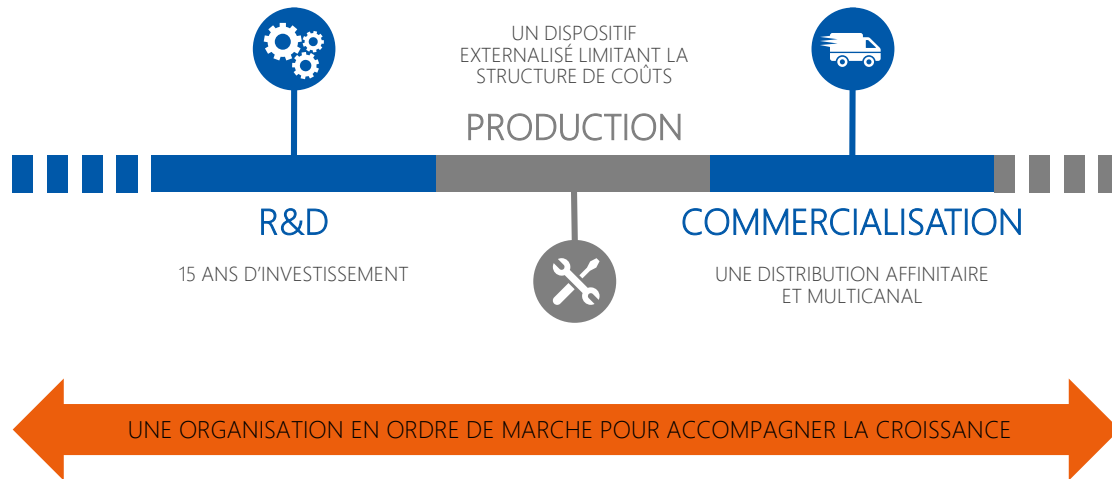 UN DISPOSITIF
EXTERNALISÉ LIMITANT LA
STRUCTURE DE COÛTS
PRODUCTION
R&D
15 ANS D'INVESTISSEMENT
COMMERCIALISATION
UNE DISTRIBUTION AFFINITAIRE
ET MULTICANAL
UNE ORGANISATION EN ORDRE DE MARCHE POUR ACCOMPAGNER LA CROISSANCE